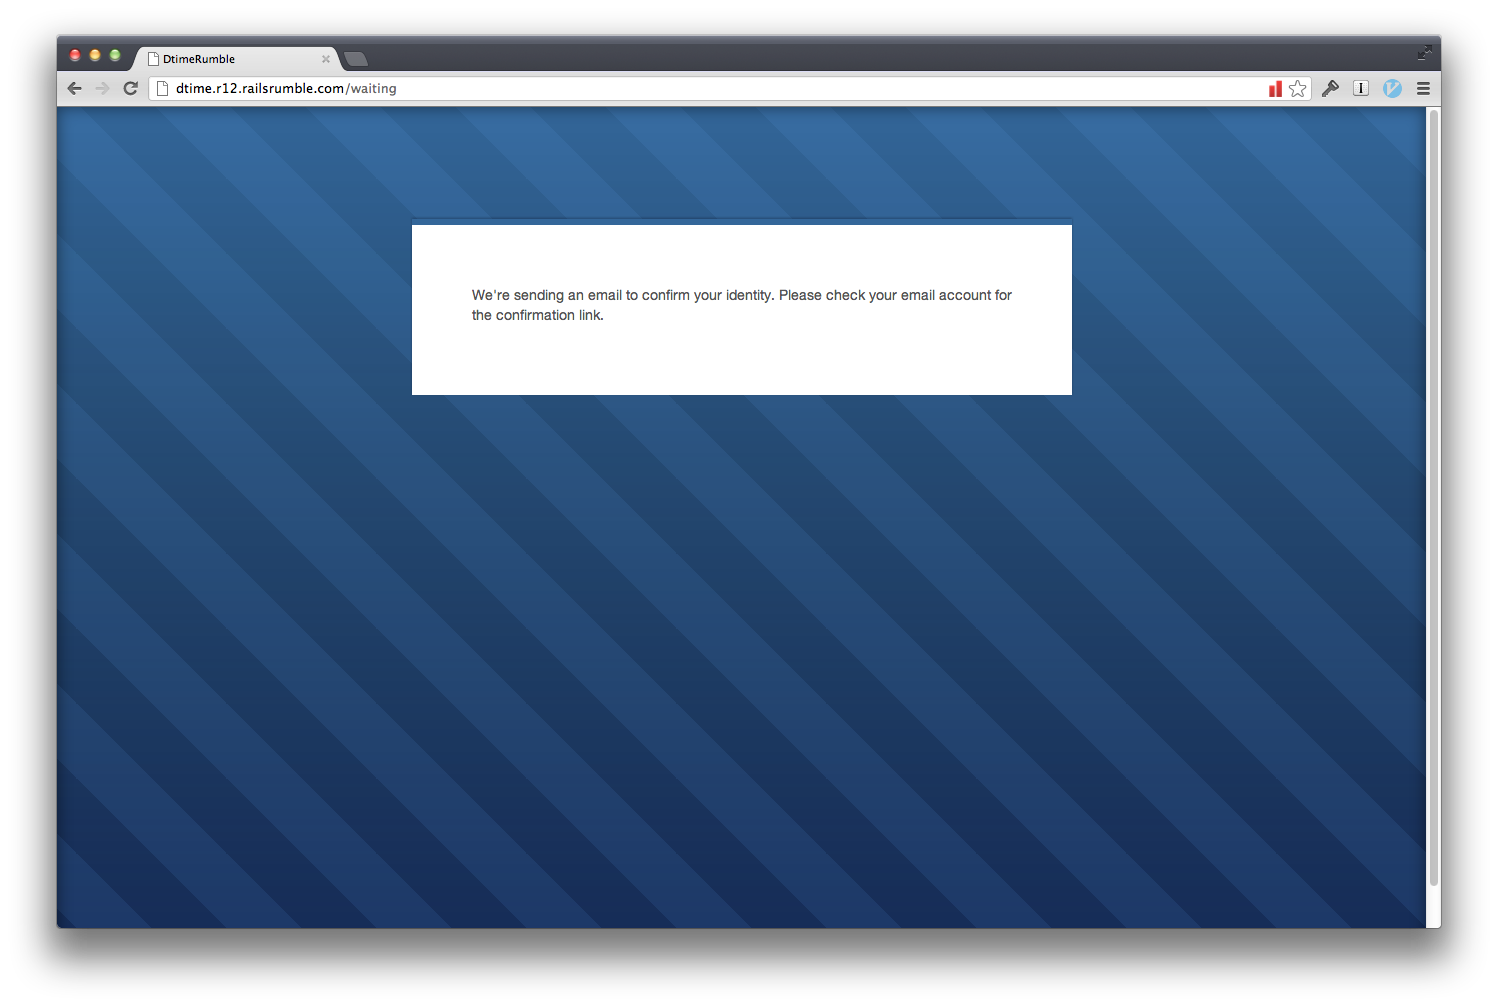 DtimeRumble
dtime.r12.railsrumble.com/waiting
I
We're sending an email to confirm your identity. Please check your email account for
the confirmation link.